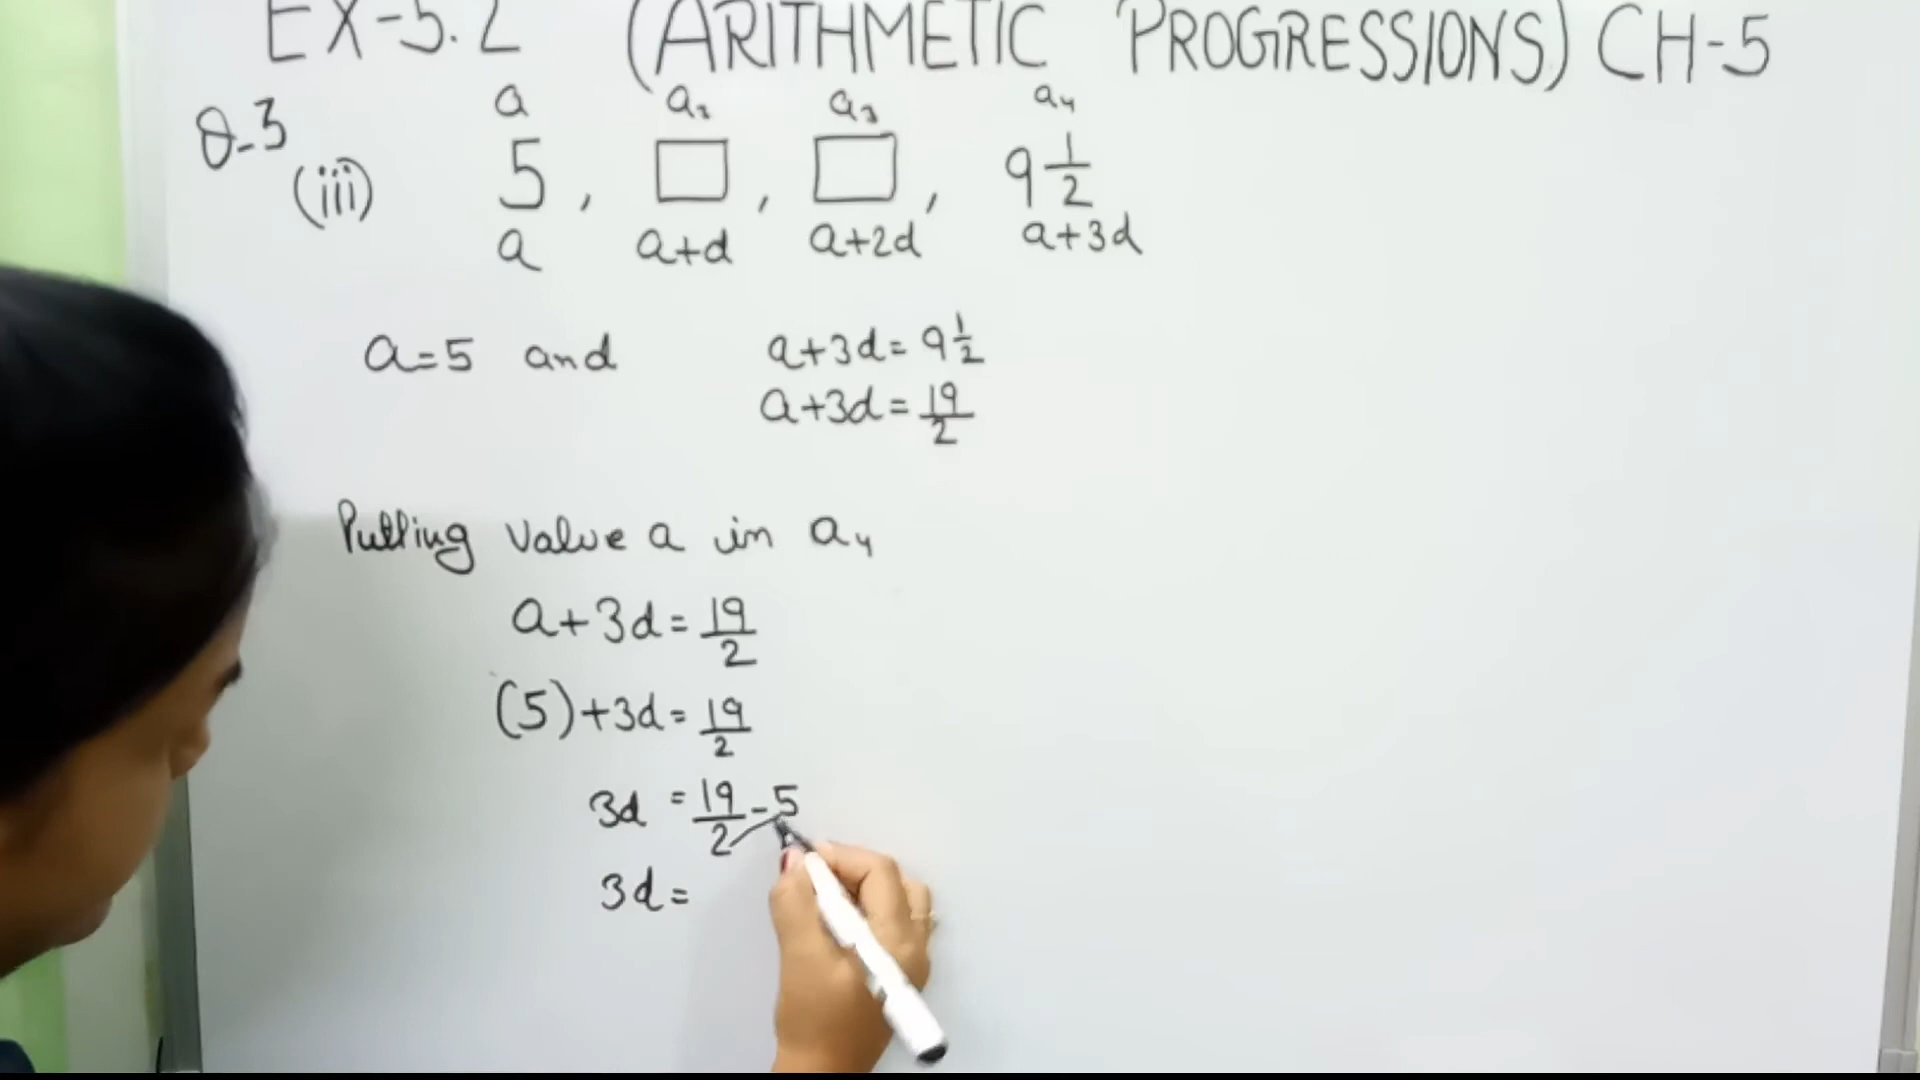 EX-5.2 (ARITHMETIC PROGRESSIONS) CH-5
a a₂ a₃ a₄
Q-3
(iii) 5, □, □, 9 1/2
a a+d a+2d a+3d
a=5 and a+3d = 9 1/2
a+3d = 19/2
Putting value a in a₄
a+3d = 19/2
(5)+3d = 19/2
3d = 19/2 - 5
3d =